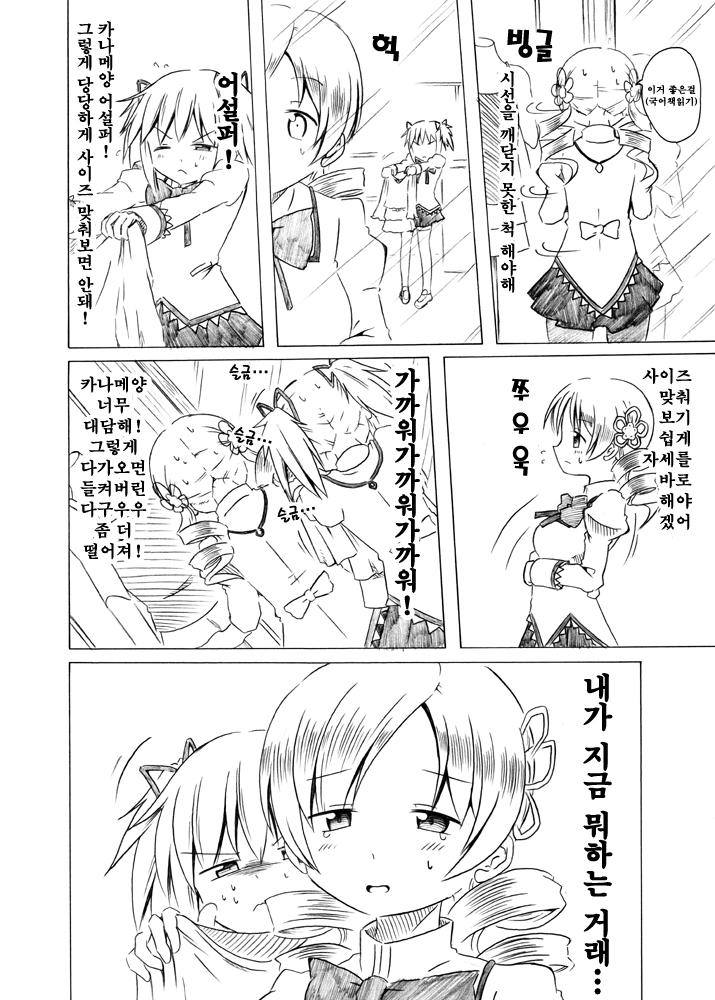 이거 좋은걸
(국어책읽기)
빙글
시선을 깨닫지 못한 척 해야해
헉
어설퍼!
카나메양 어설퍼!
그렇게 당당하게 사이즈 맞춰보면 안돼!
사이즈
맞춰
보기
쉽게
자세를
바로
해야
겠어
쭈우욱
가까워가까워가까워!
슬금…
슬금…
슬금…
카나메양
너무
대담해!
그렇게
다가오면
들켜버린
다구우우
좀 더
떨어져!
내가 지금 뭐하는 거래…